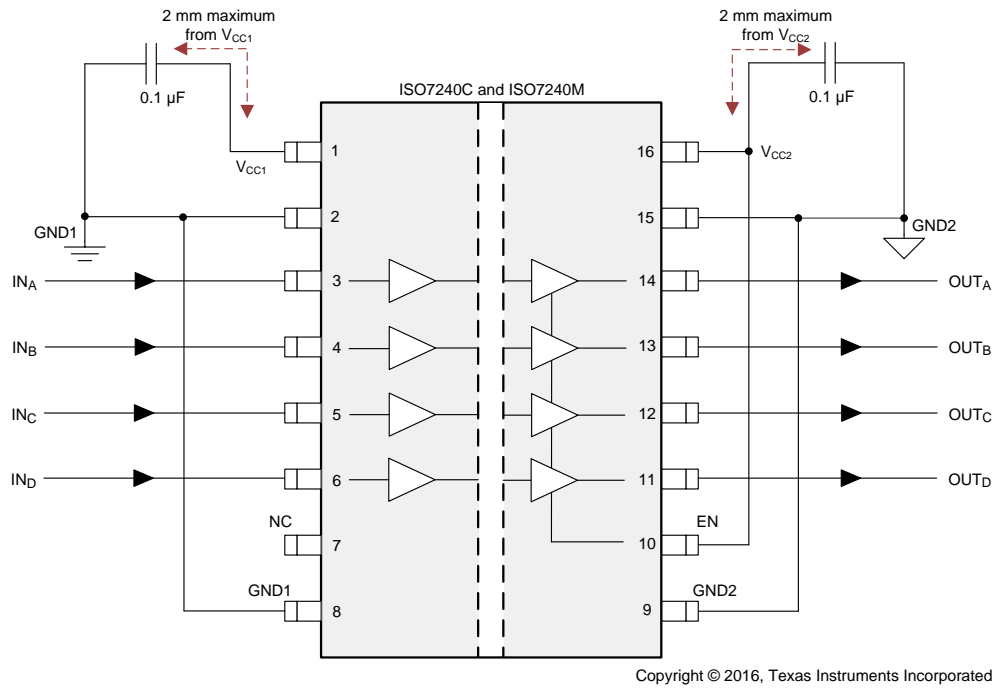 2 mm maximum
from VCC1
2 mm maximum
from VCC2
0.1 µF
0.1 µF
ISO7240C and ISO7240M
VCC1
1
16
VCC2
2
15
GND1
GND2
INA
3
14
OUTA
INB
4
13
OUTB
INC
5
12
OUTC
IND
6
11
OUTD
NC
7
EN
10
GND1
8
GND2
9
Copyright © 2016, Texas Instruments Incorporated